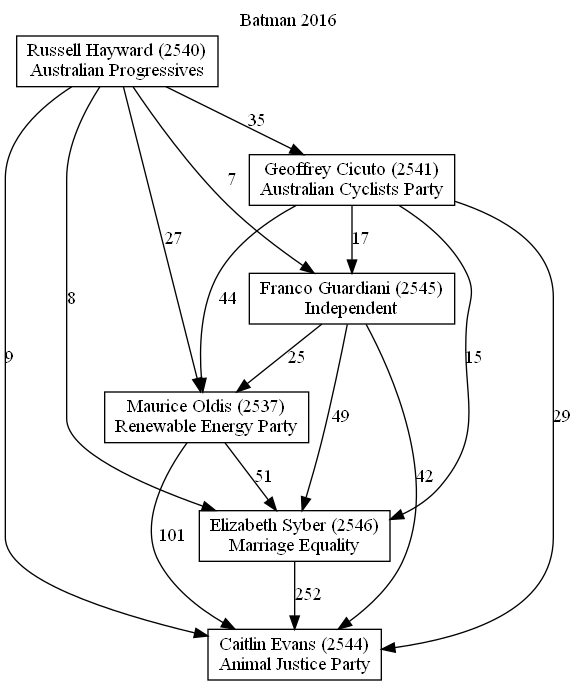 Batman 2016
Russell Hayward (2540)
Australian Progressives
35
Geoffrey Cicuto (2541)
Australian Cyclists Party
7
27
17
44
Franco Guardiani (2545)
Independent
8
9
25
15
Maurice Oldis (2537)
Renewable Energy Party
49
29
51
42
Elizabeth Syber (2546)
Marriage Equality
101
252
Caitlin Evans (2544)
Animal Justice Party